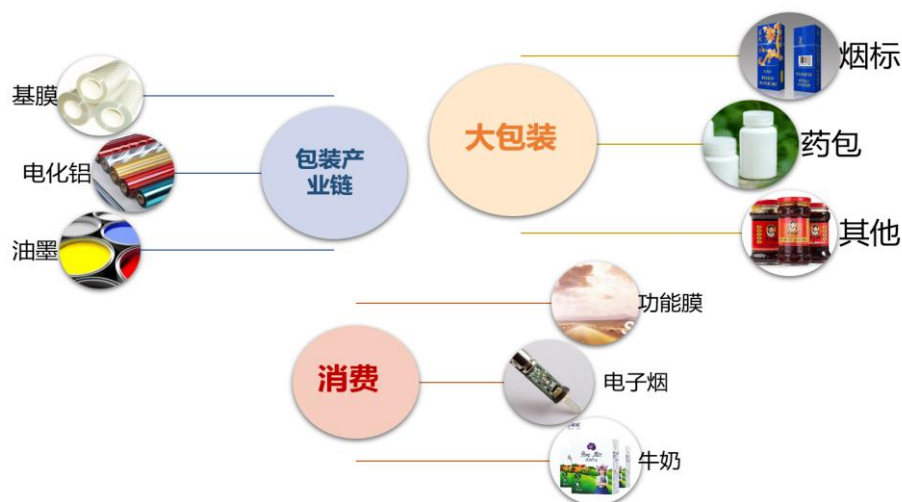 烟标
基膜
大包装
包装产
业链
药包
电化铝
油墨
其他
功能膜
消费
电子烟
牛奶